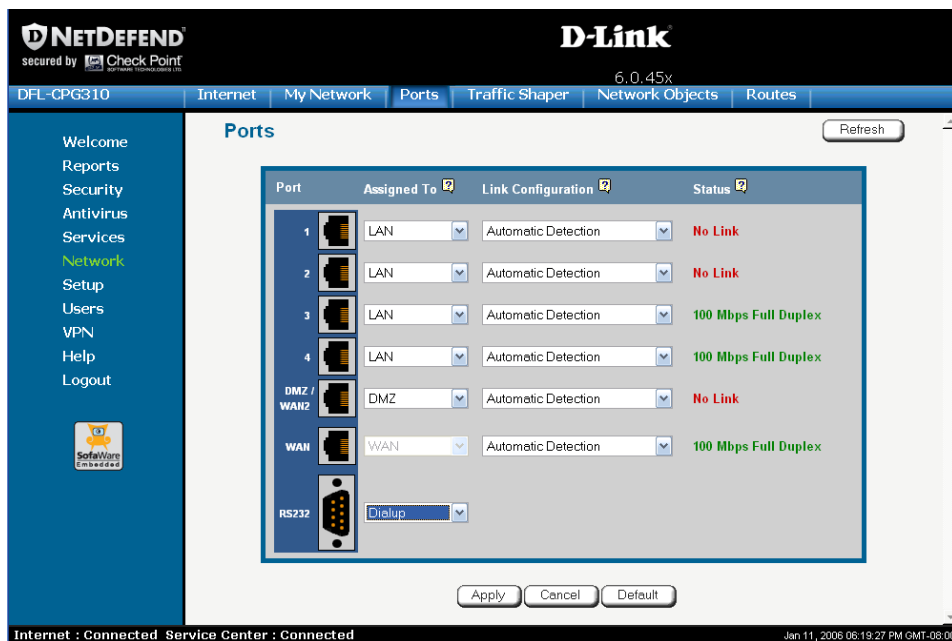 NETDEFEND
secured by Check Point
SOFTWARE TECHNOLOGIES LTD.
D-Link
6.0.45x
DFL-CPG310 Internet My Network Ports Traffic Shaper Network Objects Routes
Welcome
Reports
Security
Antivirus
Services
Network
Setup
Users
VPN
Help
Logout
SofaWare
Embedded
Ports Refresh
Port Assigned To ? Link Configuration ? Status ?
1 LAN Automatic Detection No Link
2 LAN Automatic Detection No Link
3 LAN Automatic Detection 100 Mbps Full Duplex
4 LAN Automatic Detection 100 Mbps Full Duplex
DMZ / WAN2 DMZ Automatic Detection No Link
WAN WAN Automatic Detection 100 Mbps Full Duplex
RS232 Dialup
Apply Cancel Default
Internet : Connected Service Center : Connected Jan 11, 2006 06:19:27 PM